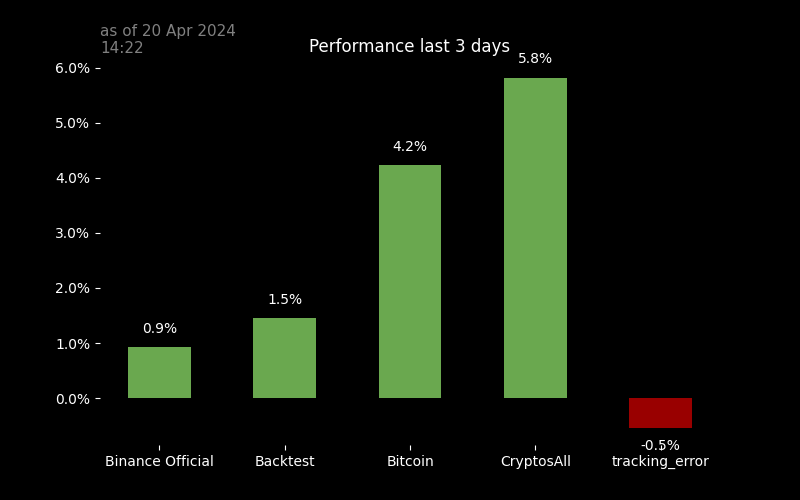 as of 20 Apr 2024
14:22
Performance last 3 days
6.0%
5.0%
4.0%
3.0%
2.0%
1.0%
0.0%
0.9%
1.5%
4.2%
5.8%
-0.5%
Binance Official
Backtest
Bitcoin
CryptosAll
tracking_error